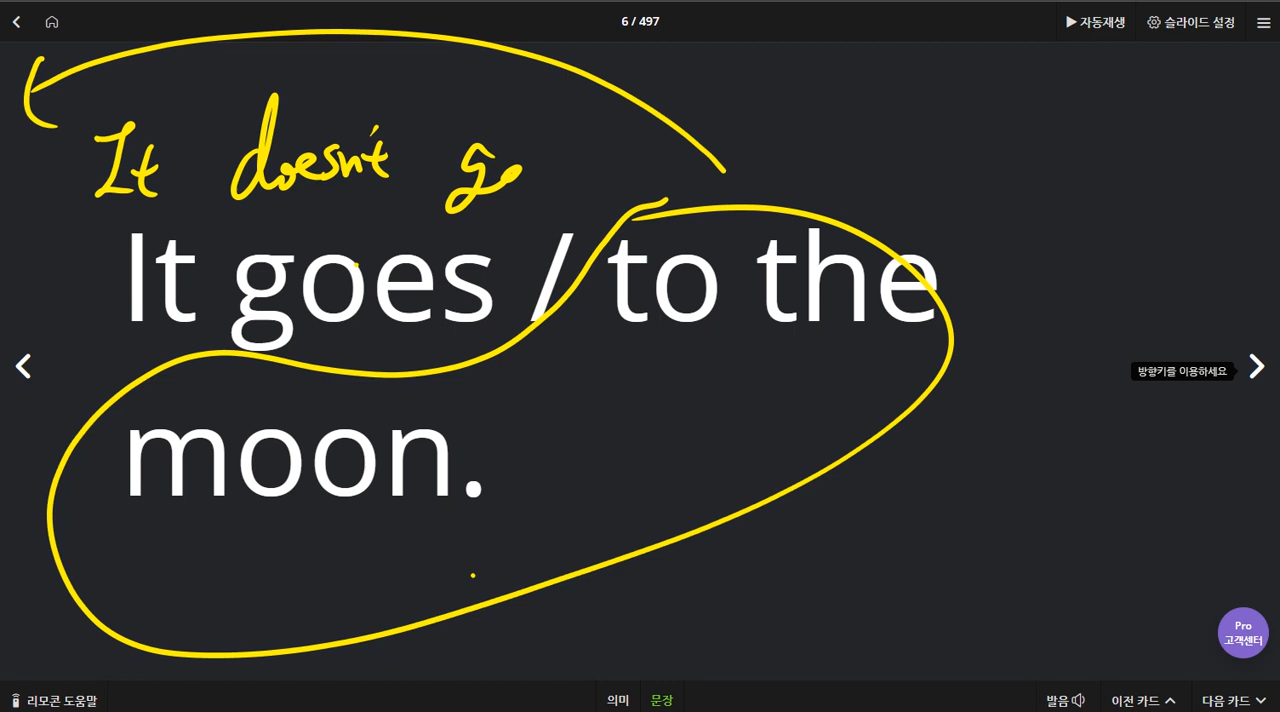 6 / 497
▶ 자동재생
슬라이드 설정
It doesn't go
It goes / to the
moon.
방향키를 이용하세요
Pro
고객센터
리모콘 도움말
의미
문장
발음
이전 카드
다음 카드